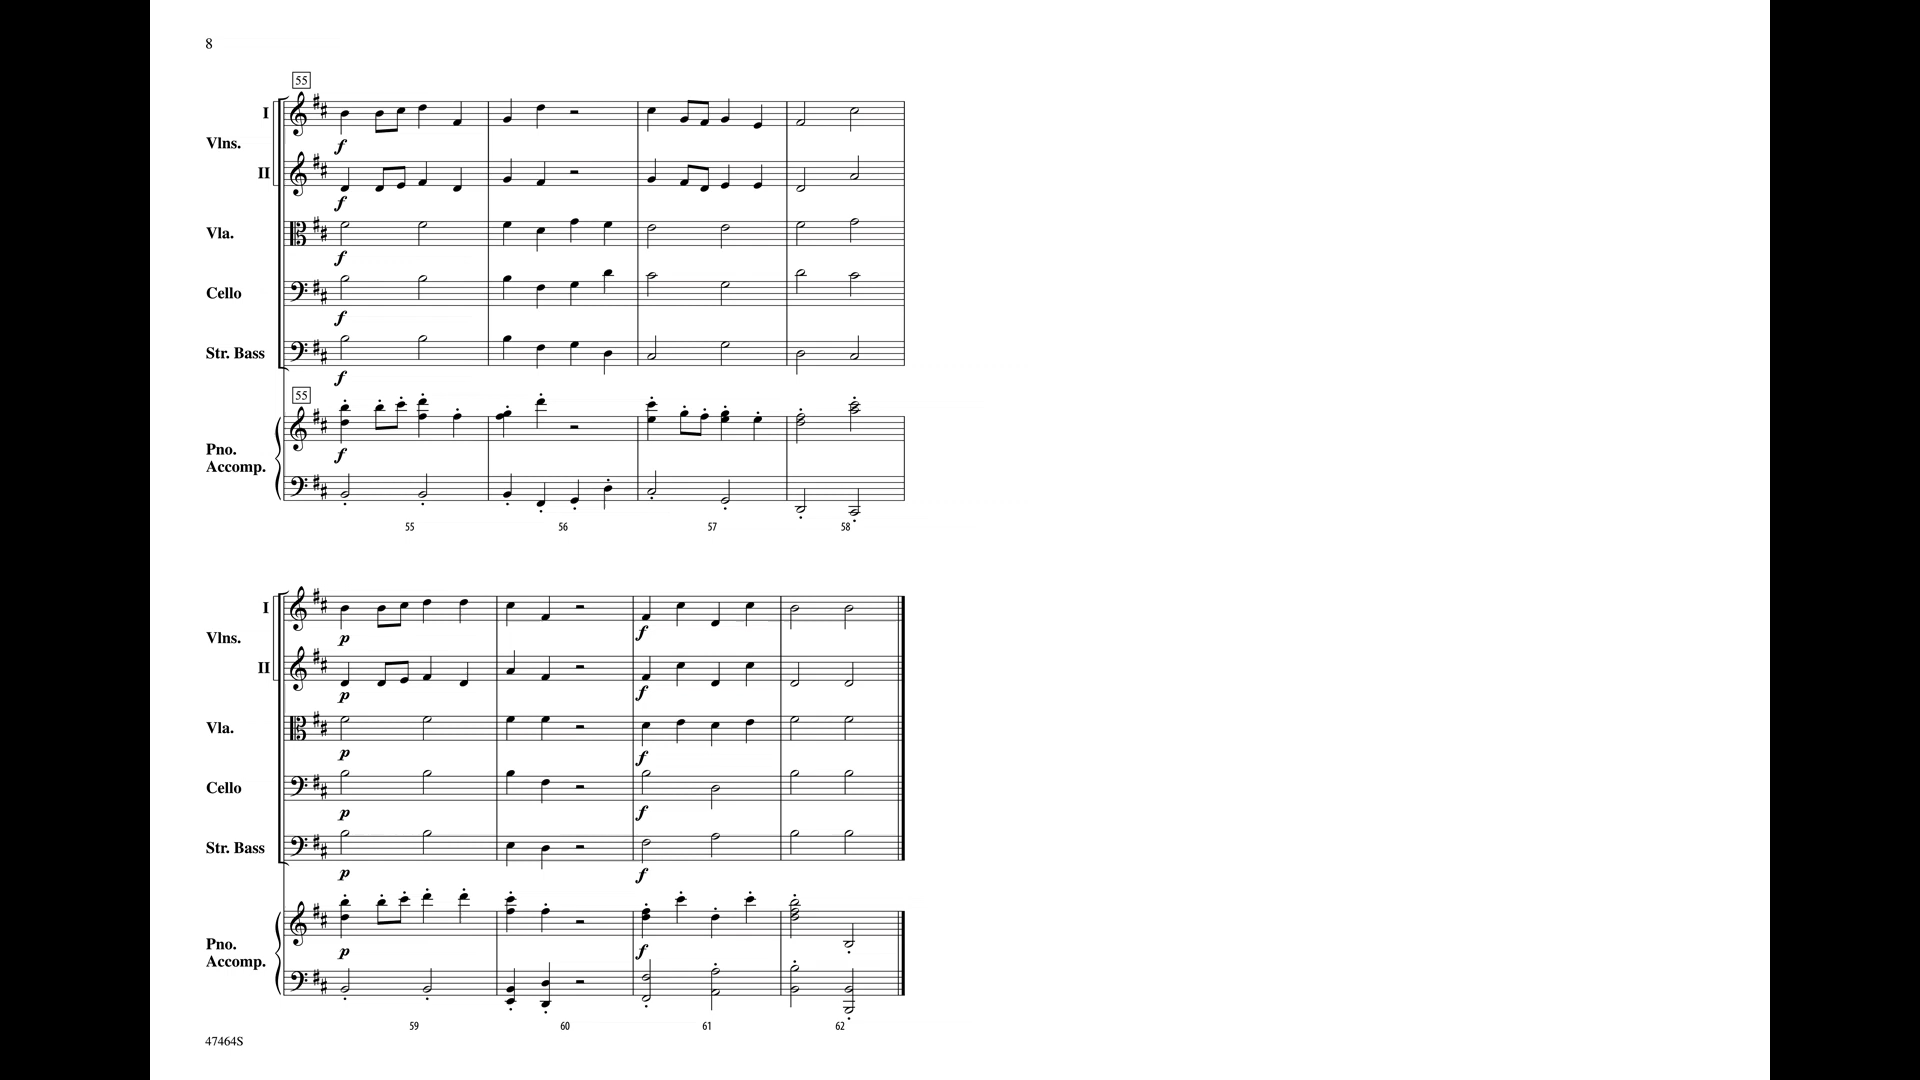 8
55
I
Vlns.
f
II
f
Vla.
f
Cello
f
Str. Bass
f
55
Pno.
Accomp.
f
55 56 57 58
I
Vlns.
p f
II
p f
Vla.
p f
Cello
p f
Str. Bass
p f
Pno.
Accomp.
p f
59 60 61 62
47464S